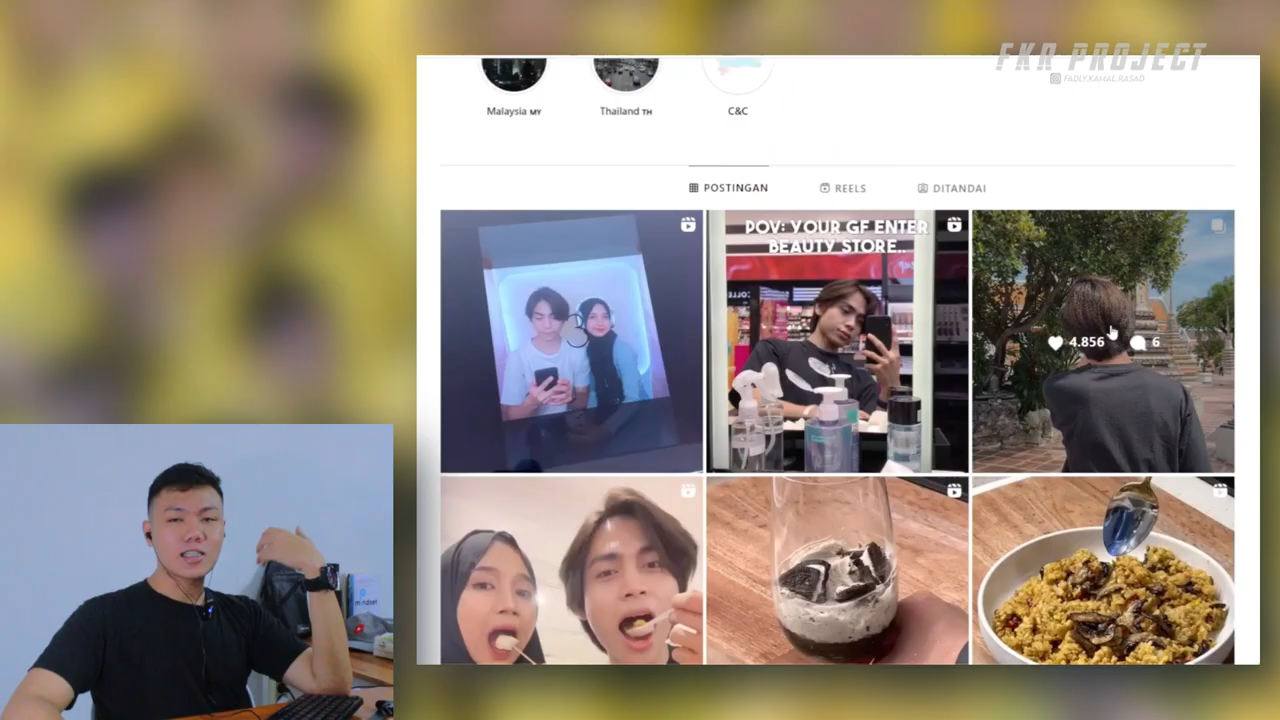 FKR PROJECT
FADLY.KAMAL.RASAD
Malaysia MY
Thailand TH
C&C
POSTINGAN
REELS
DITANDAI
POV: YOUR GF ENTER
BEAUTY STORE..
4.856
6
mindset